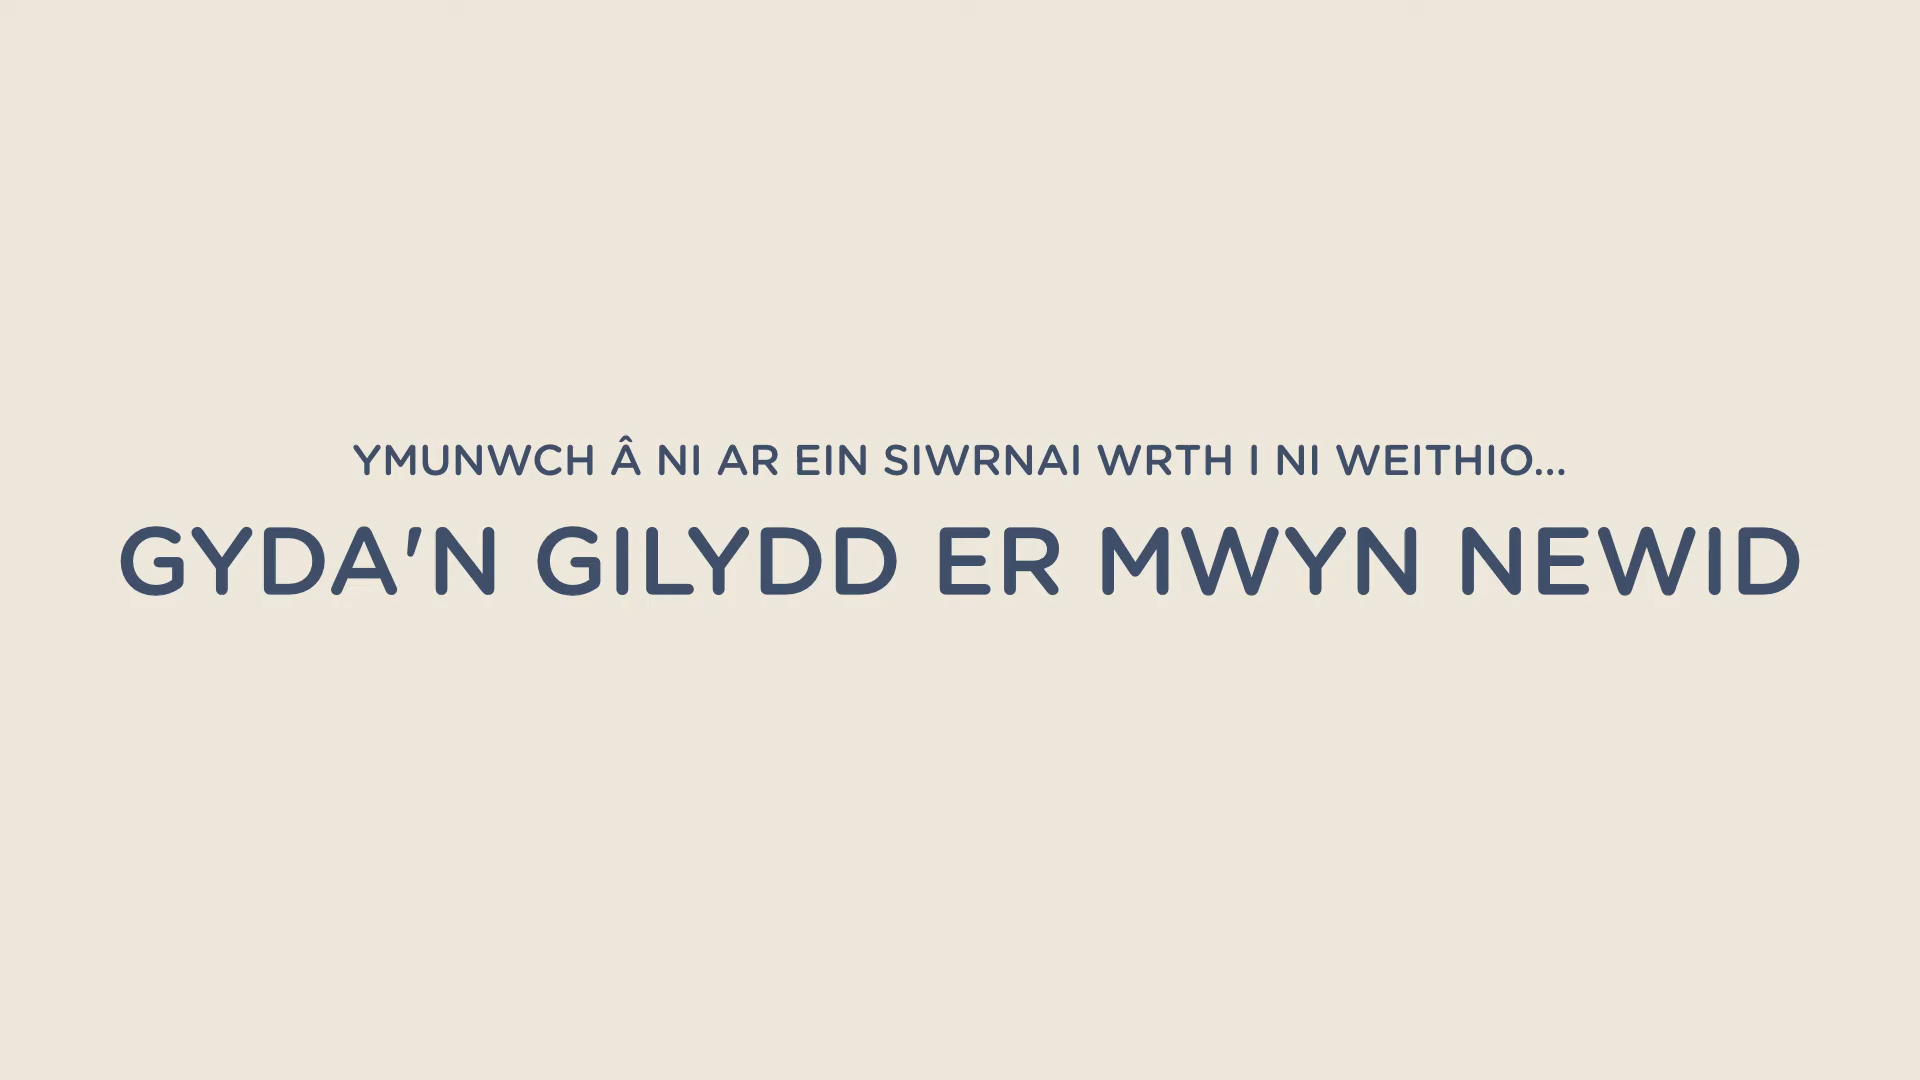 YMUNWCH Â NI AR EIN SIWRNAI WRTH I NI WEITHIO...
GYDA'N GILYDD ER MWYN NEWID